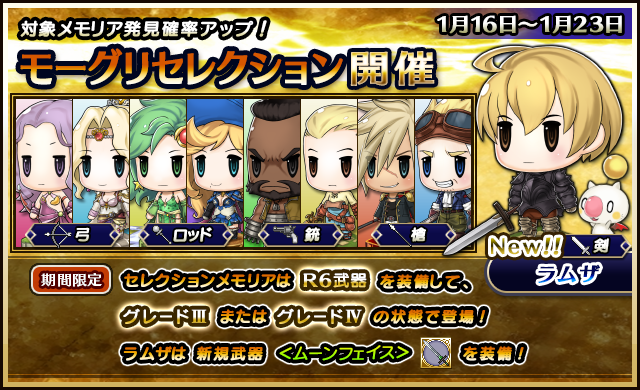 対象メモリア発見確率アップ！
1月16日～1月23日
モーグリセレクション開催
弓
ロッド
銃
槍
New!!
剣
ラムザ
期間限定
セレクションメモリアは R6武器 を装備して、
グレードⅢ または グレードⅣ の状態で登場！
ラムザは 新規武器 <ムーンフェイス> を装備！